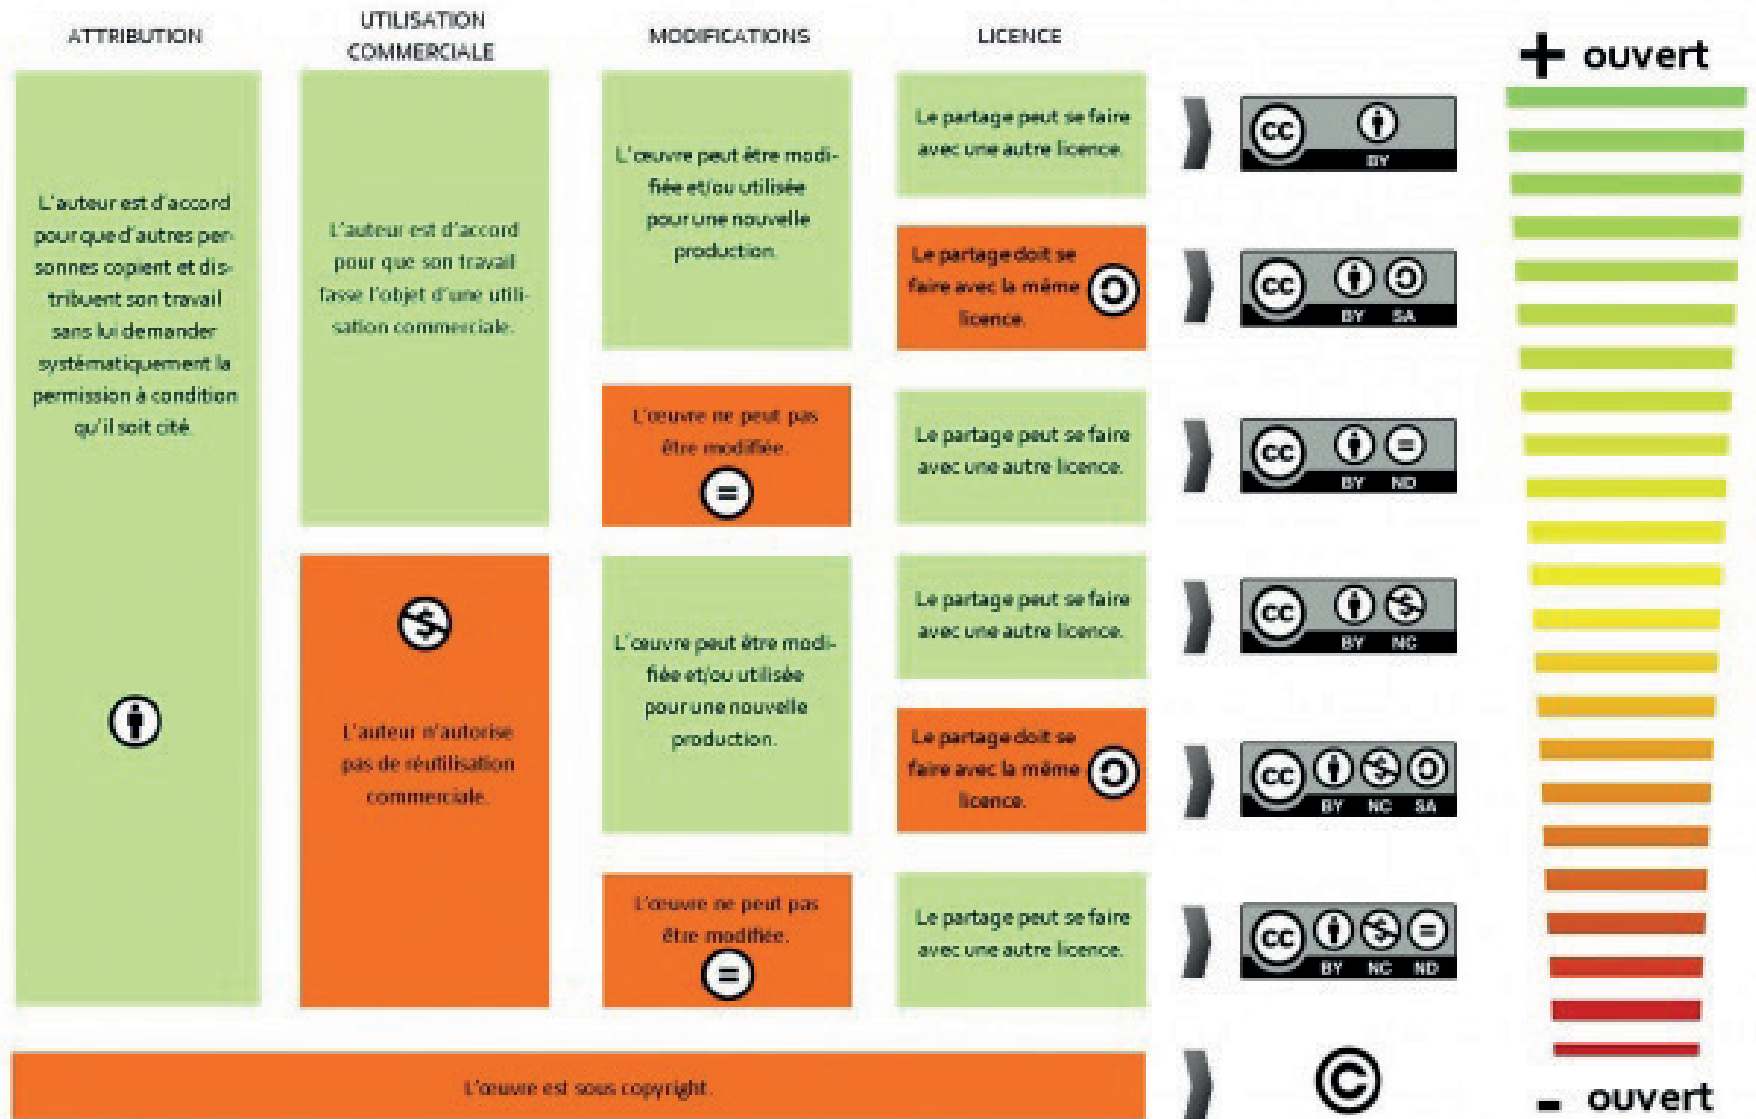 ATTRIBUTION
UTILISATION
COMMERCIALE
MODIFICATIONS
LICENCE
+ ouvert
L'auteur est d'accord
pour que d'autres per-
sonnes copient et dis-
tribuent son travail
sans lui demander
systématiquement la
permission à condition
qu'il soit cité.
L'auteur est d'accord
pour que son travail
fasse l'objet d'une utili-
sation commerciale.
L'œuvre peut être modi-
fiée et/ou utilisée
pour une nouvelle
production.
Le partage peut se faire
avec une autre licence.
cc
BY
Le partage doit se
faire avec la même
licence.
cc
BY SA
L'œuvre ne peut pas
être modifiée.
=
Le partage peut se faire
avec une autre licence.
cc =
BY ND
$
L'auteur n'autorise
pas de réutilisation
commerciale.
L'œuvre peut être modi-
fiée et/ou utilisée
pour une nouvelle
production.
Le partage peut se faire
avec une autre licence.
cc $
BY NC
Le partage doit se
faire avec la même
licence.
cc $
BY NC SA
L'œuvre ne peut pas
être modifiée.
=
Le partage peut se faire
avec une autre licence.
cc $ =
BY NC ND
L'œuvre est sous copyright.
©
- ouvert